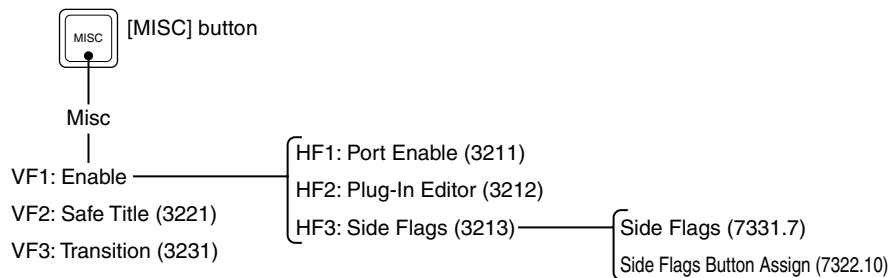 MISC
[MISC] button
Misc
VF1: Enable
HF1: Port Enable (3211)
HF2: Plug-In Editor (3212)
VF2: Safe Title (3221)
HF3: Side Flags (3213)
Side Flags (7331.7)
VF3: Transition (3231)
Side Flags Button Assign (7322.10)